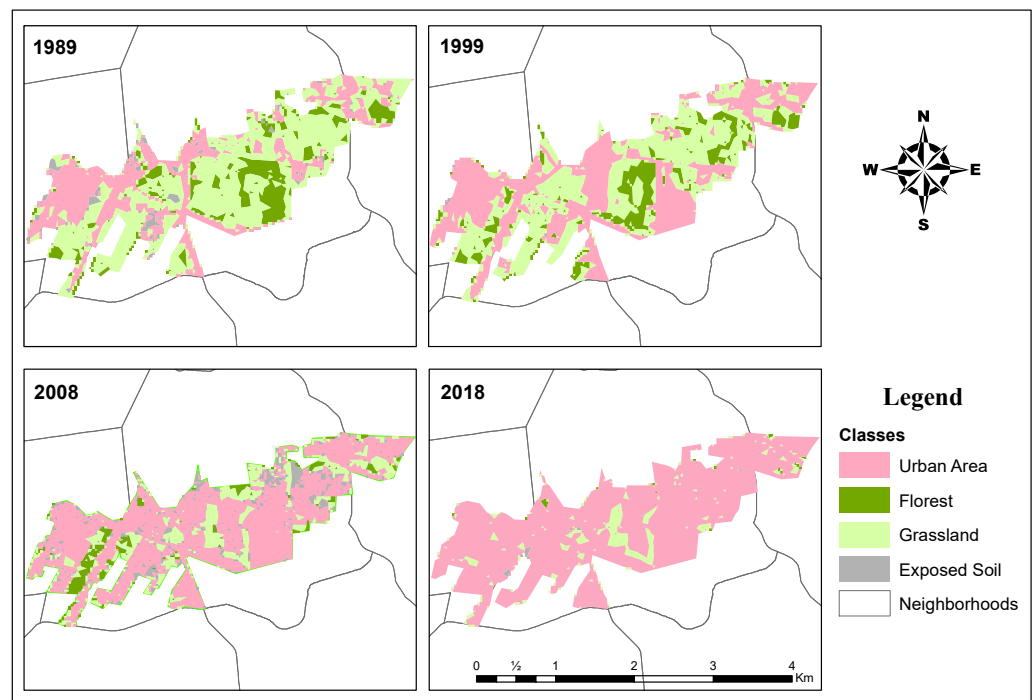 1989
1999
N
W
E
S
2008
2018
Legend
Classes
Urban Area
Florest
Grassland
Exposed Soil
Neighborhoods
0 ½ 1 2 3 4
Km